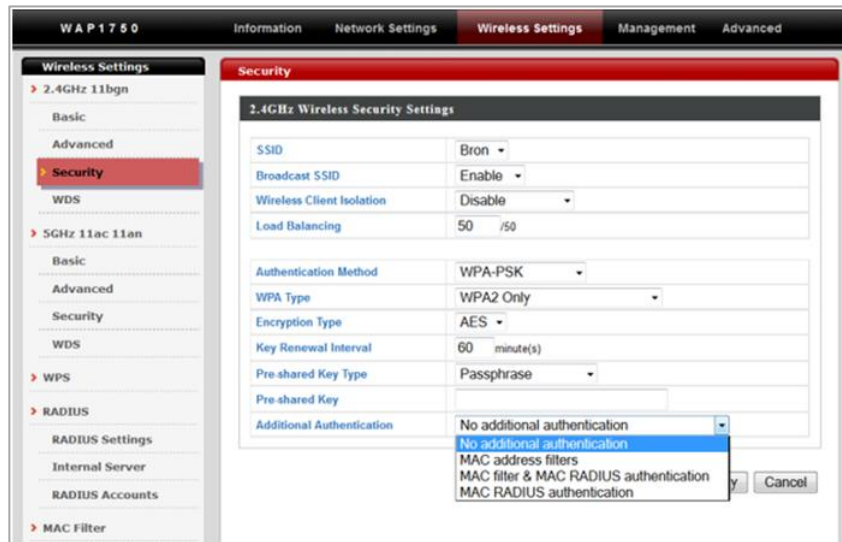 WAP1750 Information Network Settings Wireless Settings Management Advanced
Wireless Settings
2.4GHz 11bgn
Basic
Advanced
Security
WDS
5GHz 11ac 11an
Basic
Advanced
Security
WDS
WPS
RADIUS
RADIUS Settings
Internal Server
RADIUS Accounts
MAC Filter
Security
2.4GHz Wireless Security Settings
SSID Bron
Broadcast SSID Enable
Wireless Client Isolation Disable
Load Balancing 50 /50
Authentication Method WPA-PSK
WPA Type WPA2 Only
Encryption Type AES
Key Renewal Interval 60 minute(s)
Pre-shared Key Type Passphrase
Pre-shared Key
Additional Authentication No additional authentication
No additional authentication
MAC address filters
MAC filter & MAC RADIUS authentication
MAC RADIUS authentication
Cancel